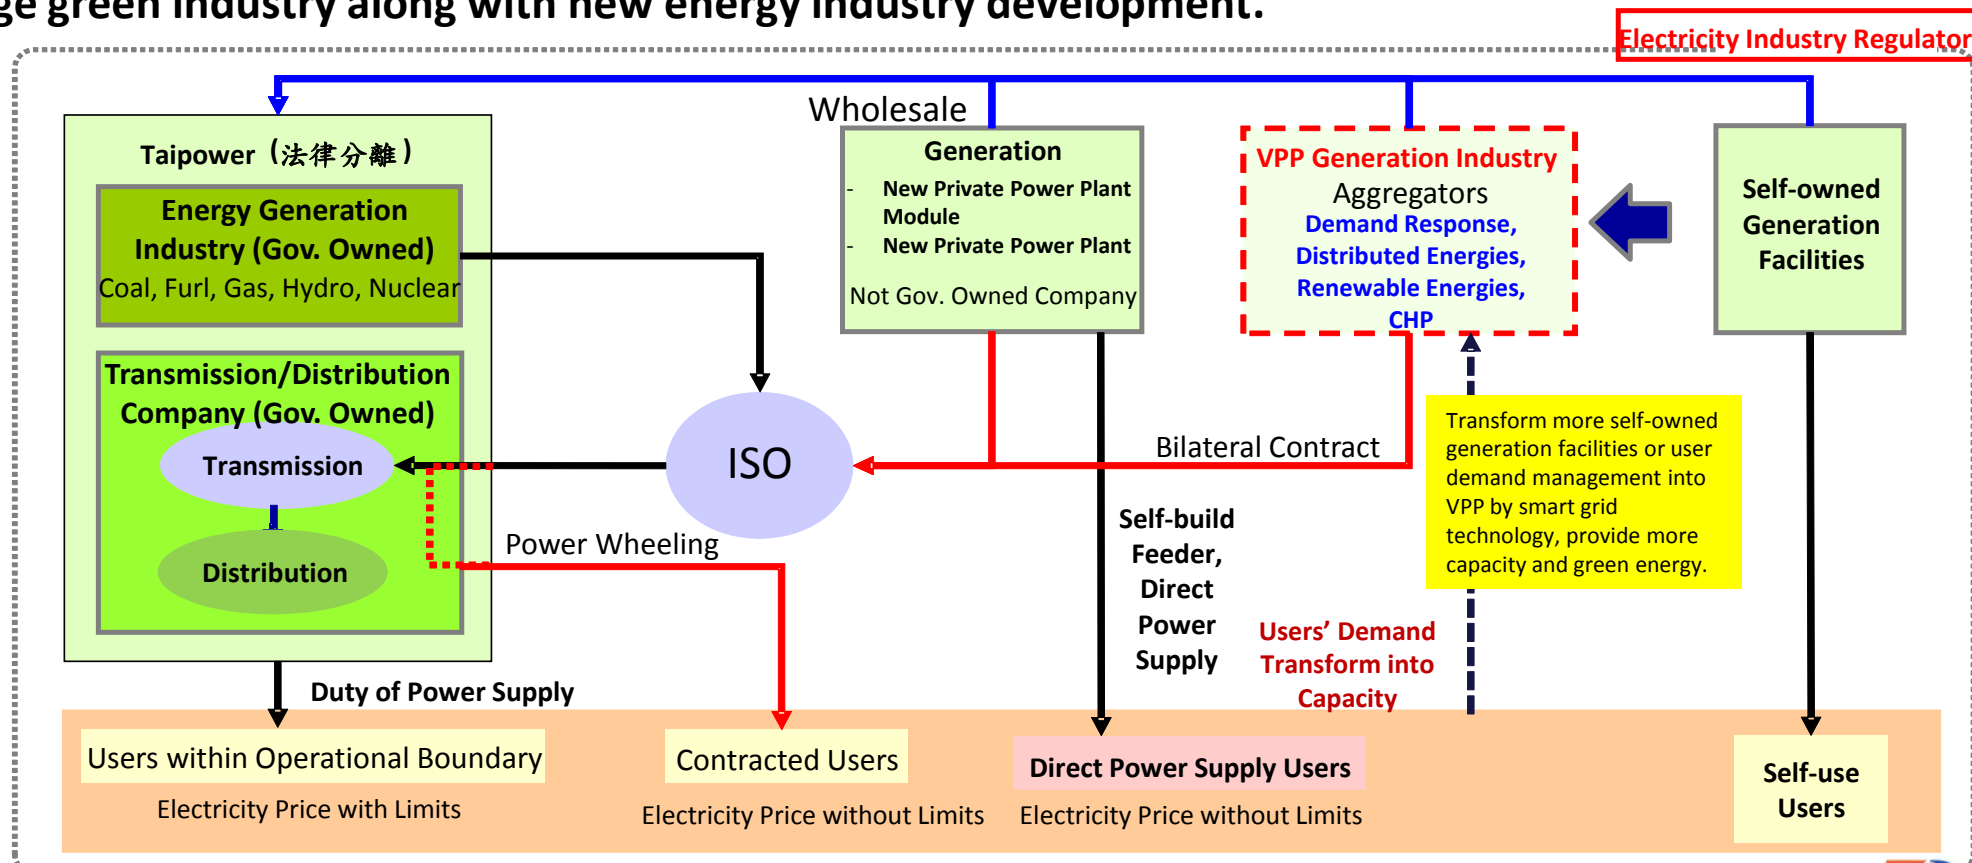 ge green industry along with new energy industry development.
Electricity Industry Regulator
Wholesale
Taipower (法律分離)
Energy Generation
Industry (Gov. Owned)
Coal, Furl, Gas, Hydro, Nuclear
Transmission/Distribution
Company (Gov. Owned)
Transmission
Distribution
ISO
Generation
- New Private Power Plant
Module
- New Private Power Plant
Not Gov. Owned Company
VPP Generation Industry
Aggregators
Demand Response,
Distributed Energies,
Renewable Energies,
CHP
Self-owned
Generation
Facilities
Bilateral Contract
Transform more self-owned
generation facilities or user
demand management into
VPP by smart grid
technology, provide more
capacity and green energy.
Power Wheeling
Self-build
Feeder,
Direct
Power
Supply
Users’ Demand
Transform into
Capacity
Duty of Power Supply
Users within Operational Boundary
Electricity Price with Limits
Contracted Users
Electricity Price without Limits
Direct Power Supply Users
Electricity Price without Limits
Self-use
Users